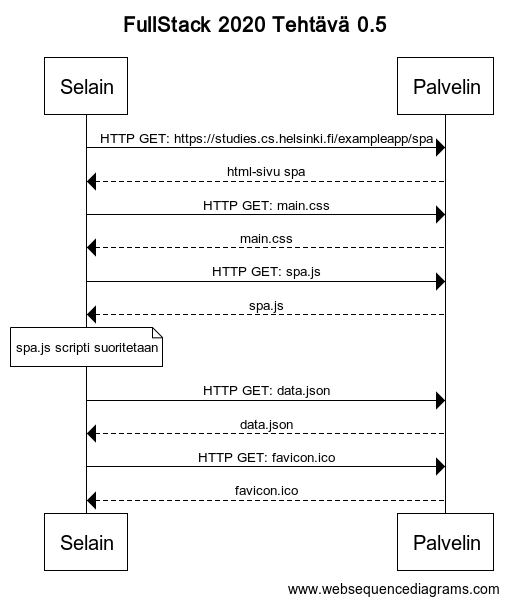 FullStack 2020 Tehtävä 0.5
Selain
Palvelin
HTTP GET: https://studies.cs.helsinki.fi/exampleapp/spa
html-sivu spa
HTTP GET: main.css
main.css
HTTP GET: spa.js
spa.js
spa.js scripti suoritetaan
HTTP GET: data.json
data.json
HTTP GET: favicon.ico
favicon.ico
Selain
Palvelin
www.websequencediagrams.com